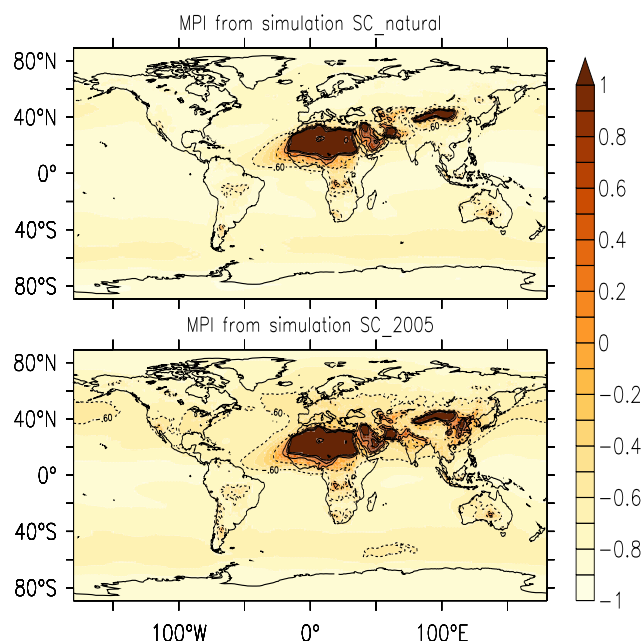 MPI from simulation SC_natural
80°N
40°N
0°
40°S
80°S
.60
.60
MPI from simulation SC_2005
80°N
40°N
0°
40°S
80°S
.60
.60
.60
100°W 0° 100°E
1
0.8
0.6
0.4
0.2
0
−0.2
−0.4
−0.6
−0.8
−1